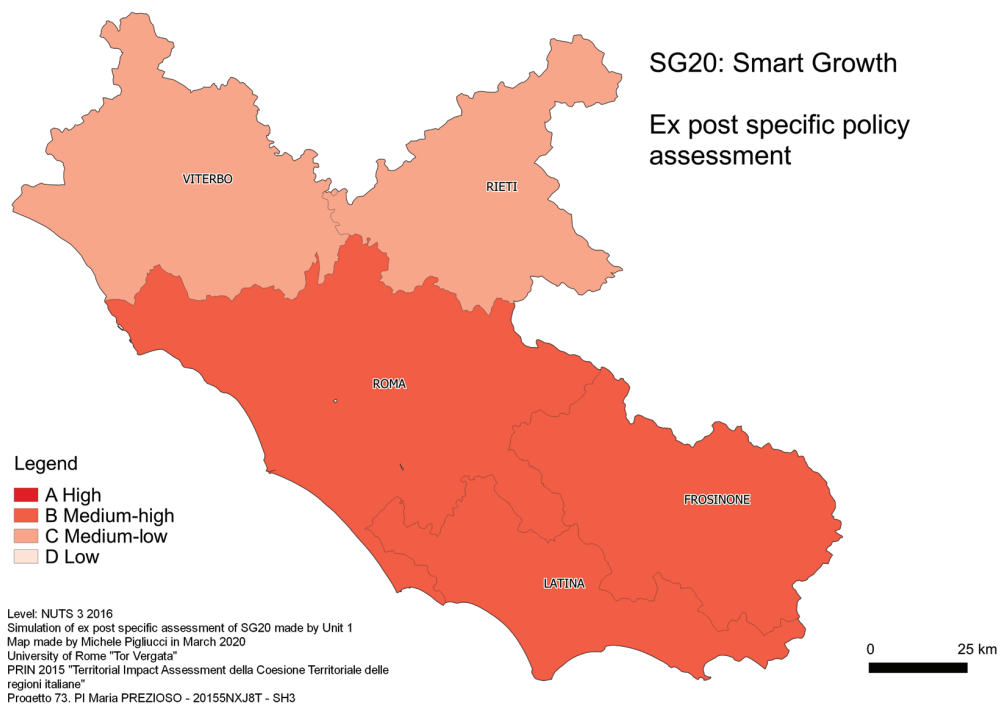 SG20: Smart Growth
Ex post specific policy
assessment
VITERBO
RIETI
ROMA
FROSINONE
LATINA
Legend
A High
B Medium-high
C Medium-low
D Low
Level: NUTS 3 2016
Simulation of ex post specific assessment of SG20 made by Unit 1
Map made by Michele Pigliucci in March 2020
University of Rome "Tor Vergata"
PRIN 2015 "Territorial Impact Assessment della Coesione Territoriale delle
regioni italiane"
Progetto 73. PI Maria PREZIOSO - 20155NXJ8T - SH3
0 25 km